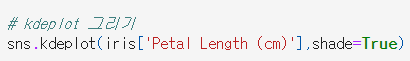 # kdeplot 그리기
sns.kdeplot(iris['Petal Length (cm)'],shade=True)